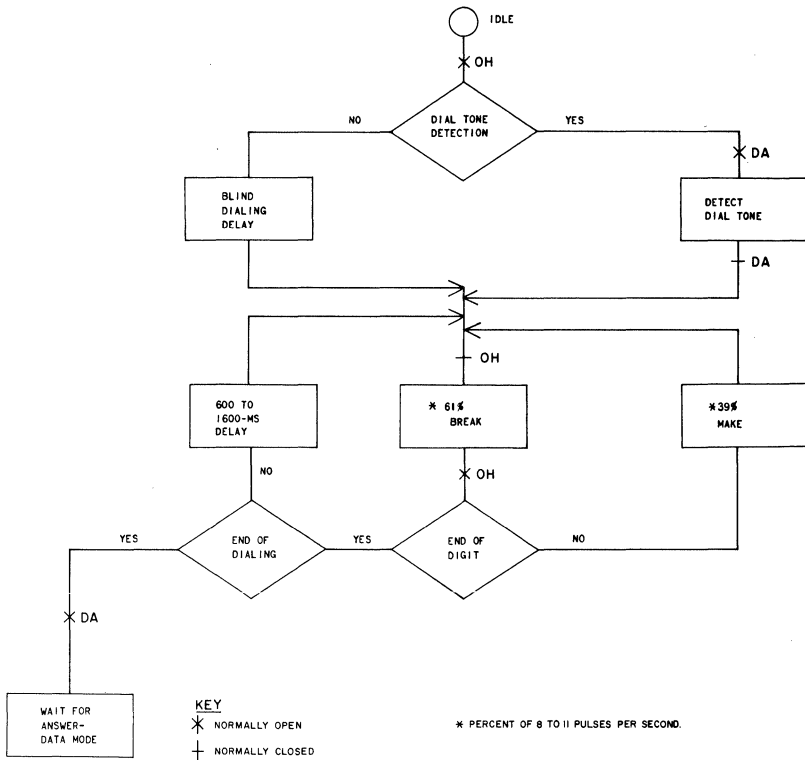 IDLE
OH
DIAL TONE
DETECTION
NO
YES
DA
BLIND
DIALING
DELAY
DETECT
DIAL TONE
DA
OH
600 TO
1600-MS
DELAY
* 61%
BREAK
*39%
MAKE
NO
OH
YES
END OF
DIALING
YES
END OF
DIGIT
NO
DA
WAIT FOR
ANSWER-
DATA MODE
KEY
NORMALLY OPEN
NORMALLY CLOSED
* PERCENT OF 8 TO 11 PULSES PER SECOND.